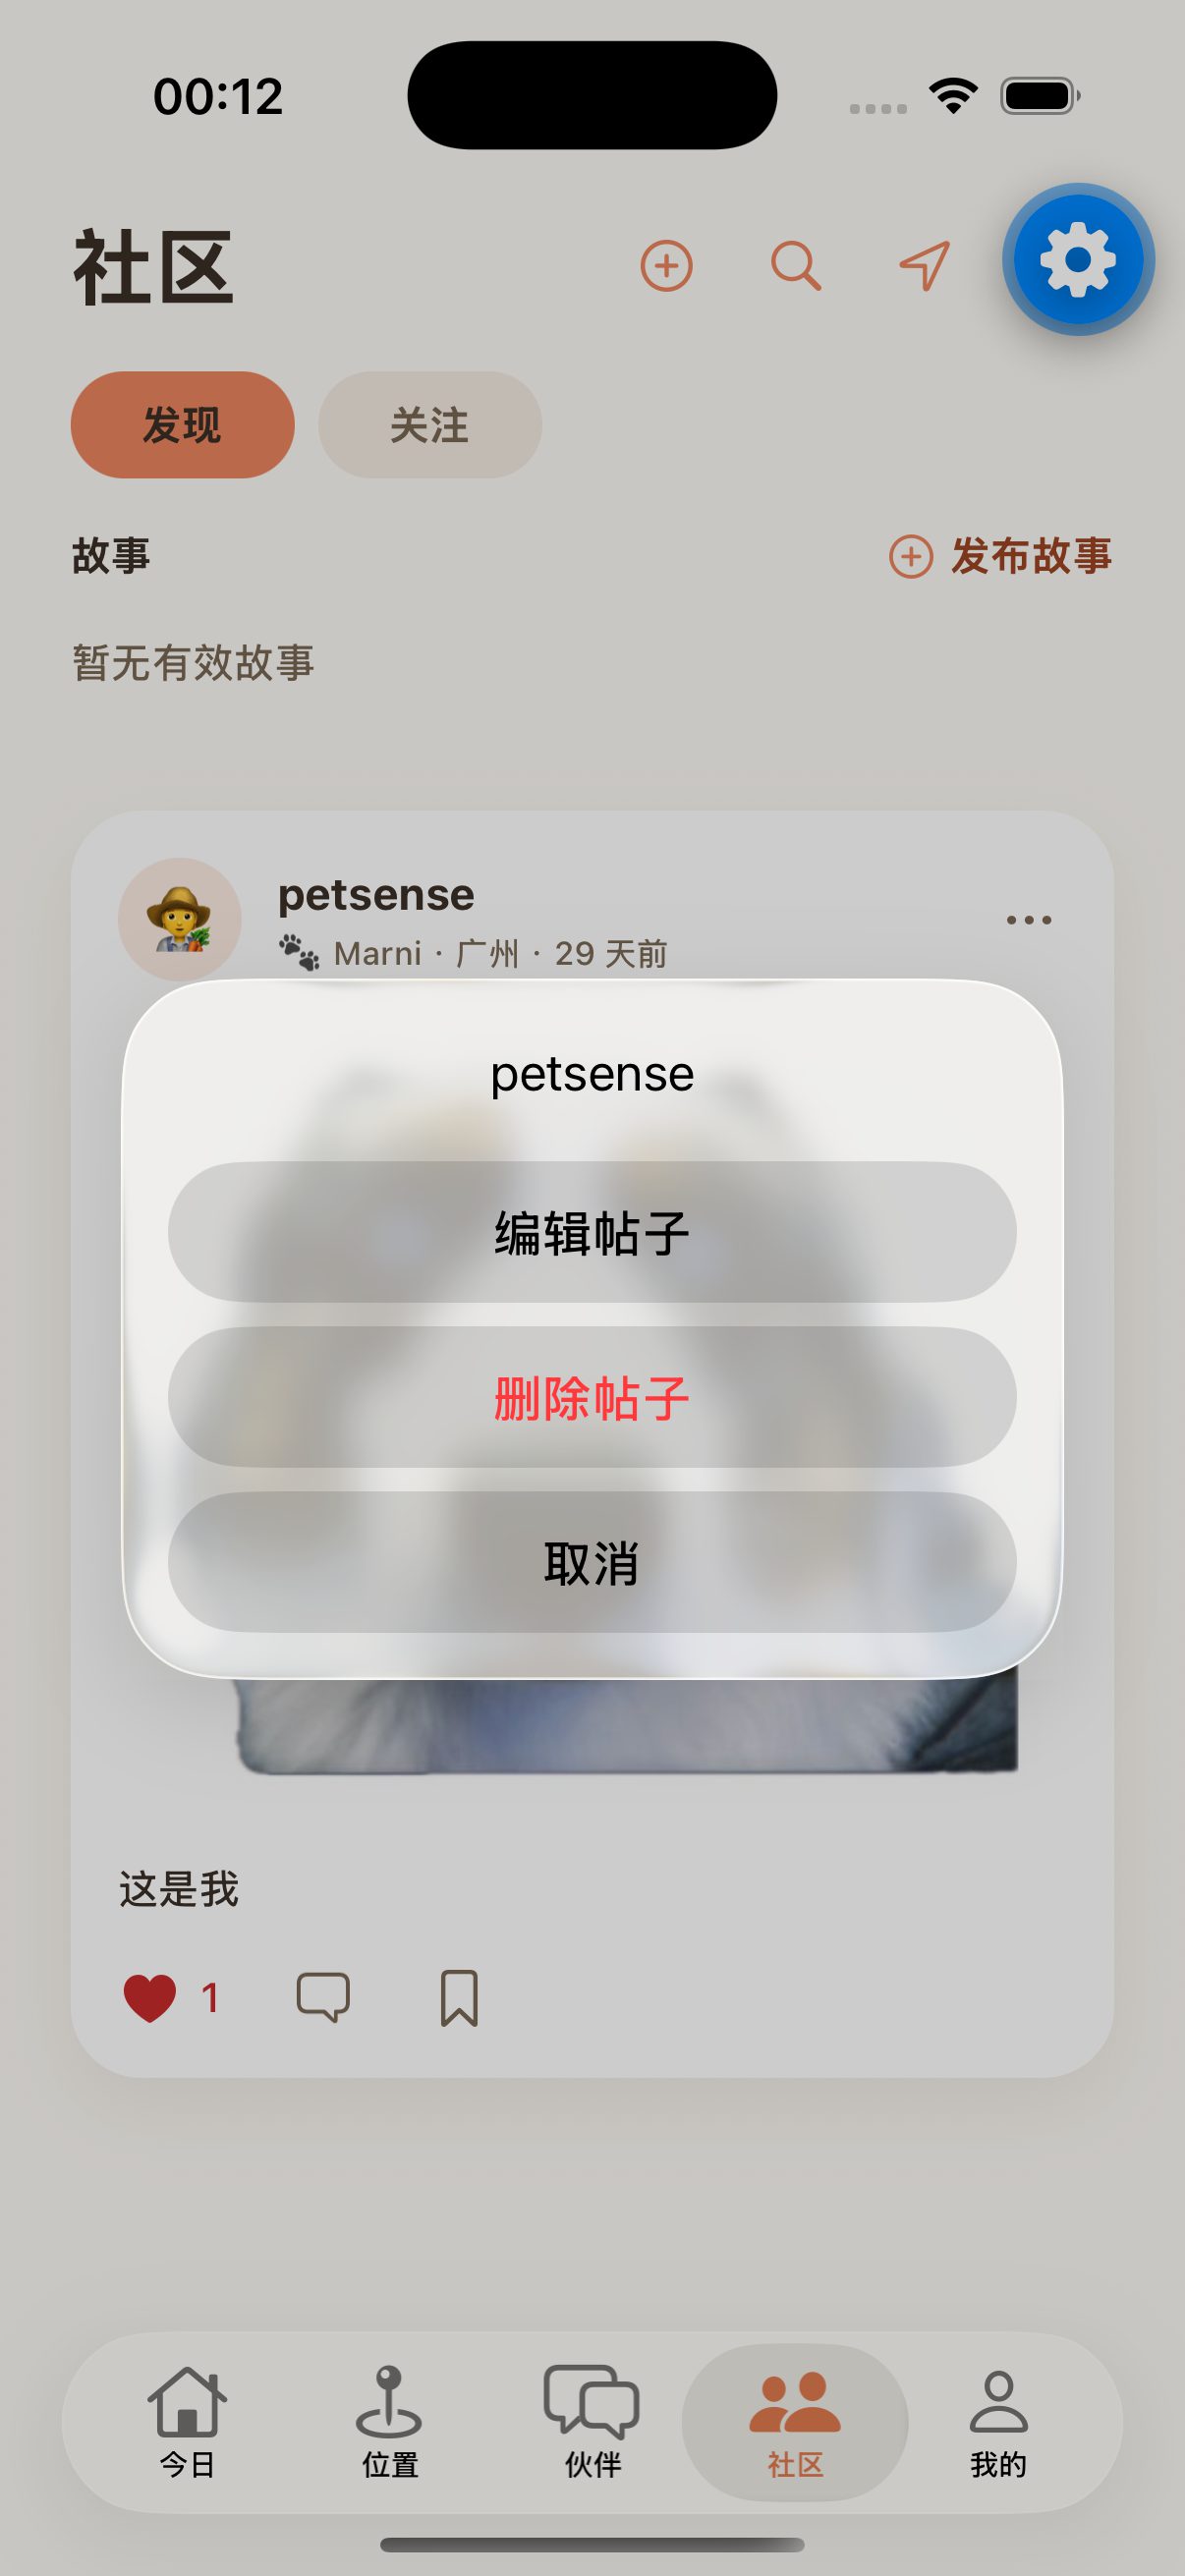 00:12
社区
发现
关注
故事
发布故事
暂无有效故事
petsense
Marni · 广州 · 29 天前
petsense
编辑帖子
删除帖子
取消
这是我
1
今日
位置
伙伴
社区
我的